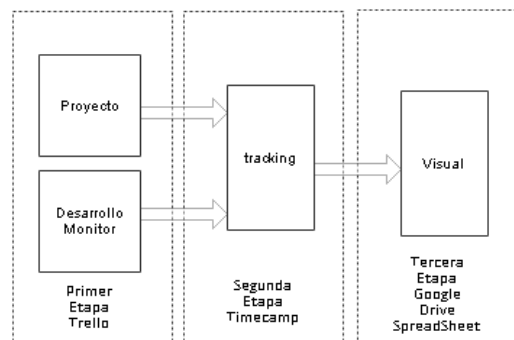 Proyecto
Desarrollo
Monitor
Primer
Etapa
Trello
tracking
Segunda
Etapa
Timecamp
Visual
Tercera
Etapa
Google
Drive
SpreadSheet